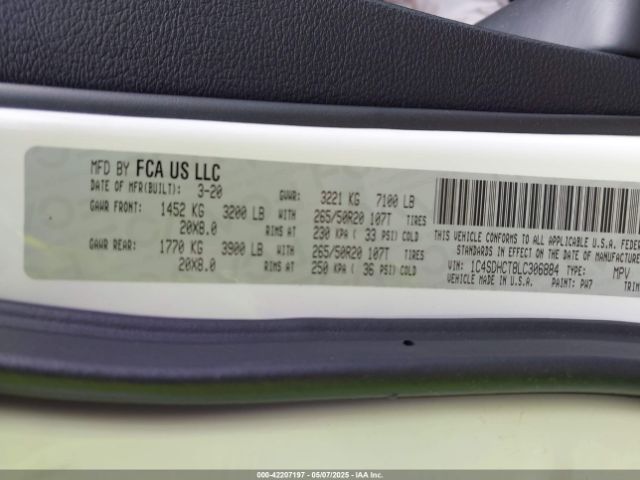 MFD BY FCA US LLC
DATE OF MFR(BUILT): 3-20 GVWR: 3221 KG 7100 LB
GAWR FRONT: 1452 KG 3200 LB WITH 265/50R20 107T TIRES
20X8.0 RIMS AT 230 KPA ( 33 PSI) COLD
GAWR REAR: 1770 KG 3900 LB WITH 265/50R20 107T TIRES
20X8.0 RIMS AT 250 KPA ( 36 PSI) COLD
THIS VEHICLE CONFORMS TO ALL U.S.A.
STANDARDS IN EFFECT ON THE DATE OF MANUFACTURE
VIN: 1C4SDHCT8LC306884 TYPE: MPV
VEHICLE MADE IN U.S.A. PAINT: PW7 TRIM
000-42207197 - 05/07/2025 - IAAI, Inc.